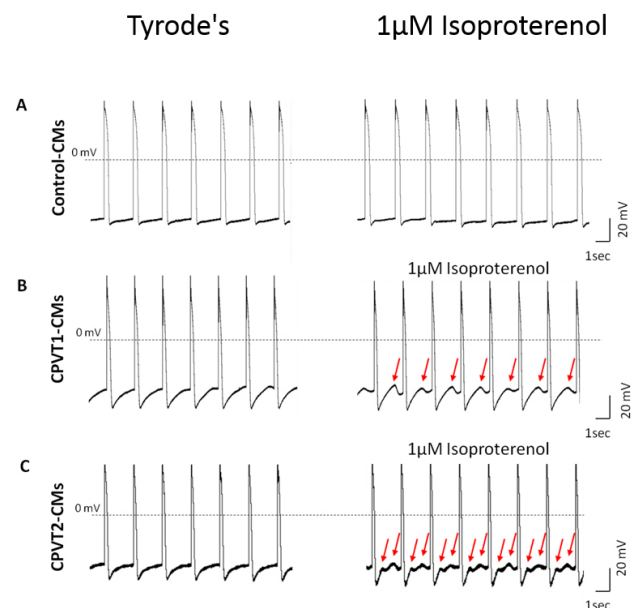 Tyrode's
1µM Isoproterenol
A
Control-CMs
0 mV
20 mV
1sec
1µM Isoproterenol
B
CPVT1-CMs
0 mV
20 mV
1sec
1µM Isoproterenol
C
CPVT2-CMs
0 mV
20 mV
1sec